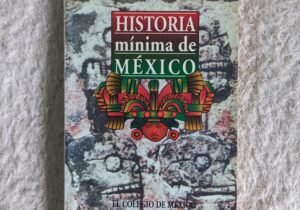 HISTORIA
mínima de
MÉXICO
EL COLEGIO DE MÉXICO